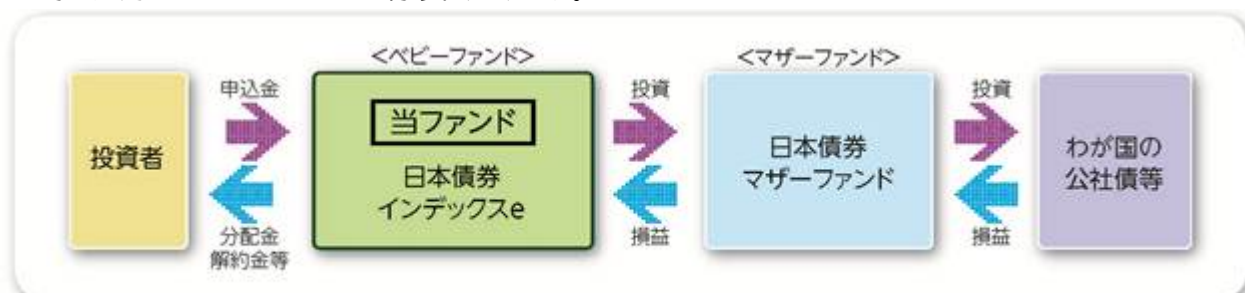 <ベビーファンド>
<マザーファンド>
投資者
申込金
分配金
解約金等
当ファンド
日本債券
インデックスe
投資
損益
日本債券
マザーファンド
投資
損益
わが国の
公社債等